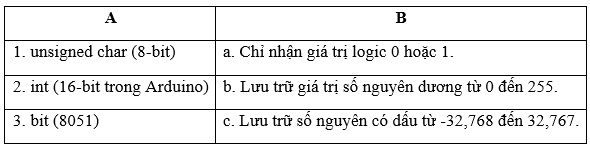 A B
1. unsigned char (8-bit) a. Chỉ nhận giá trị logic 0 hoặc 1.
2. int (16-bit trong Arduino) b. Lưu trữ giá trị số nguyên dương từ 0 đến 255.
3. bit (8051) c. Lưu trữ số nguyên có dấu từ -32,768 đến 32,767.